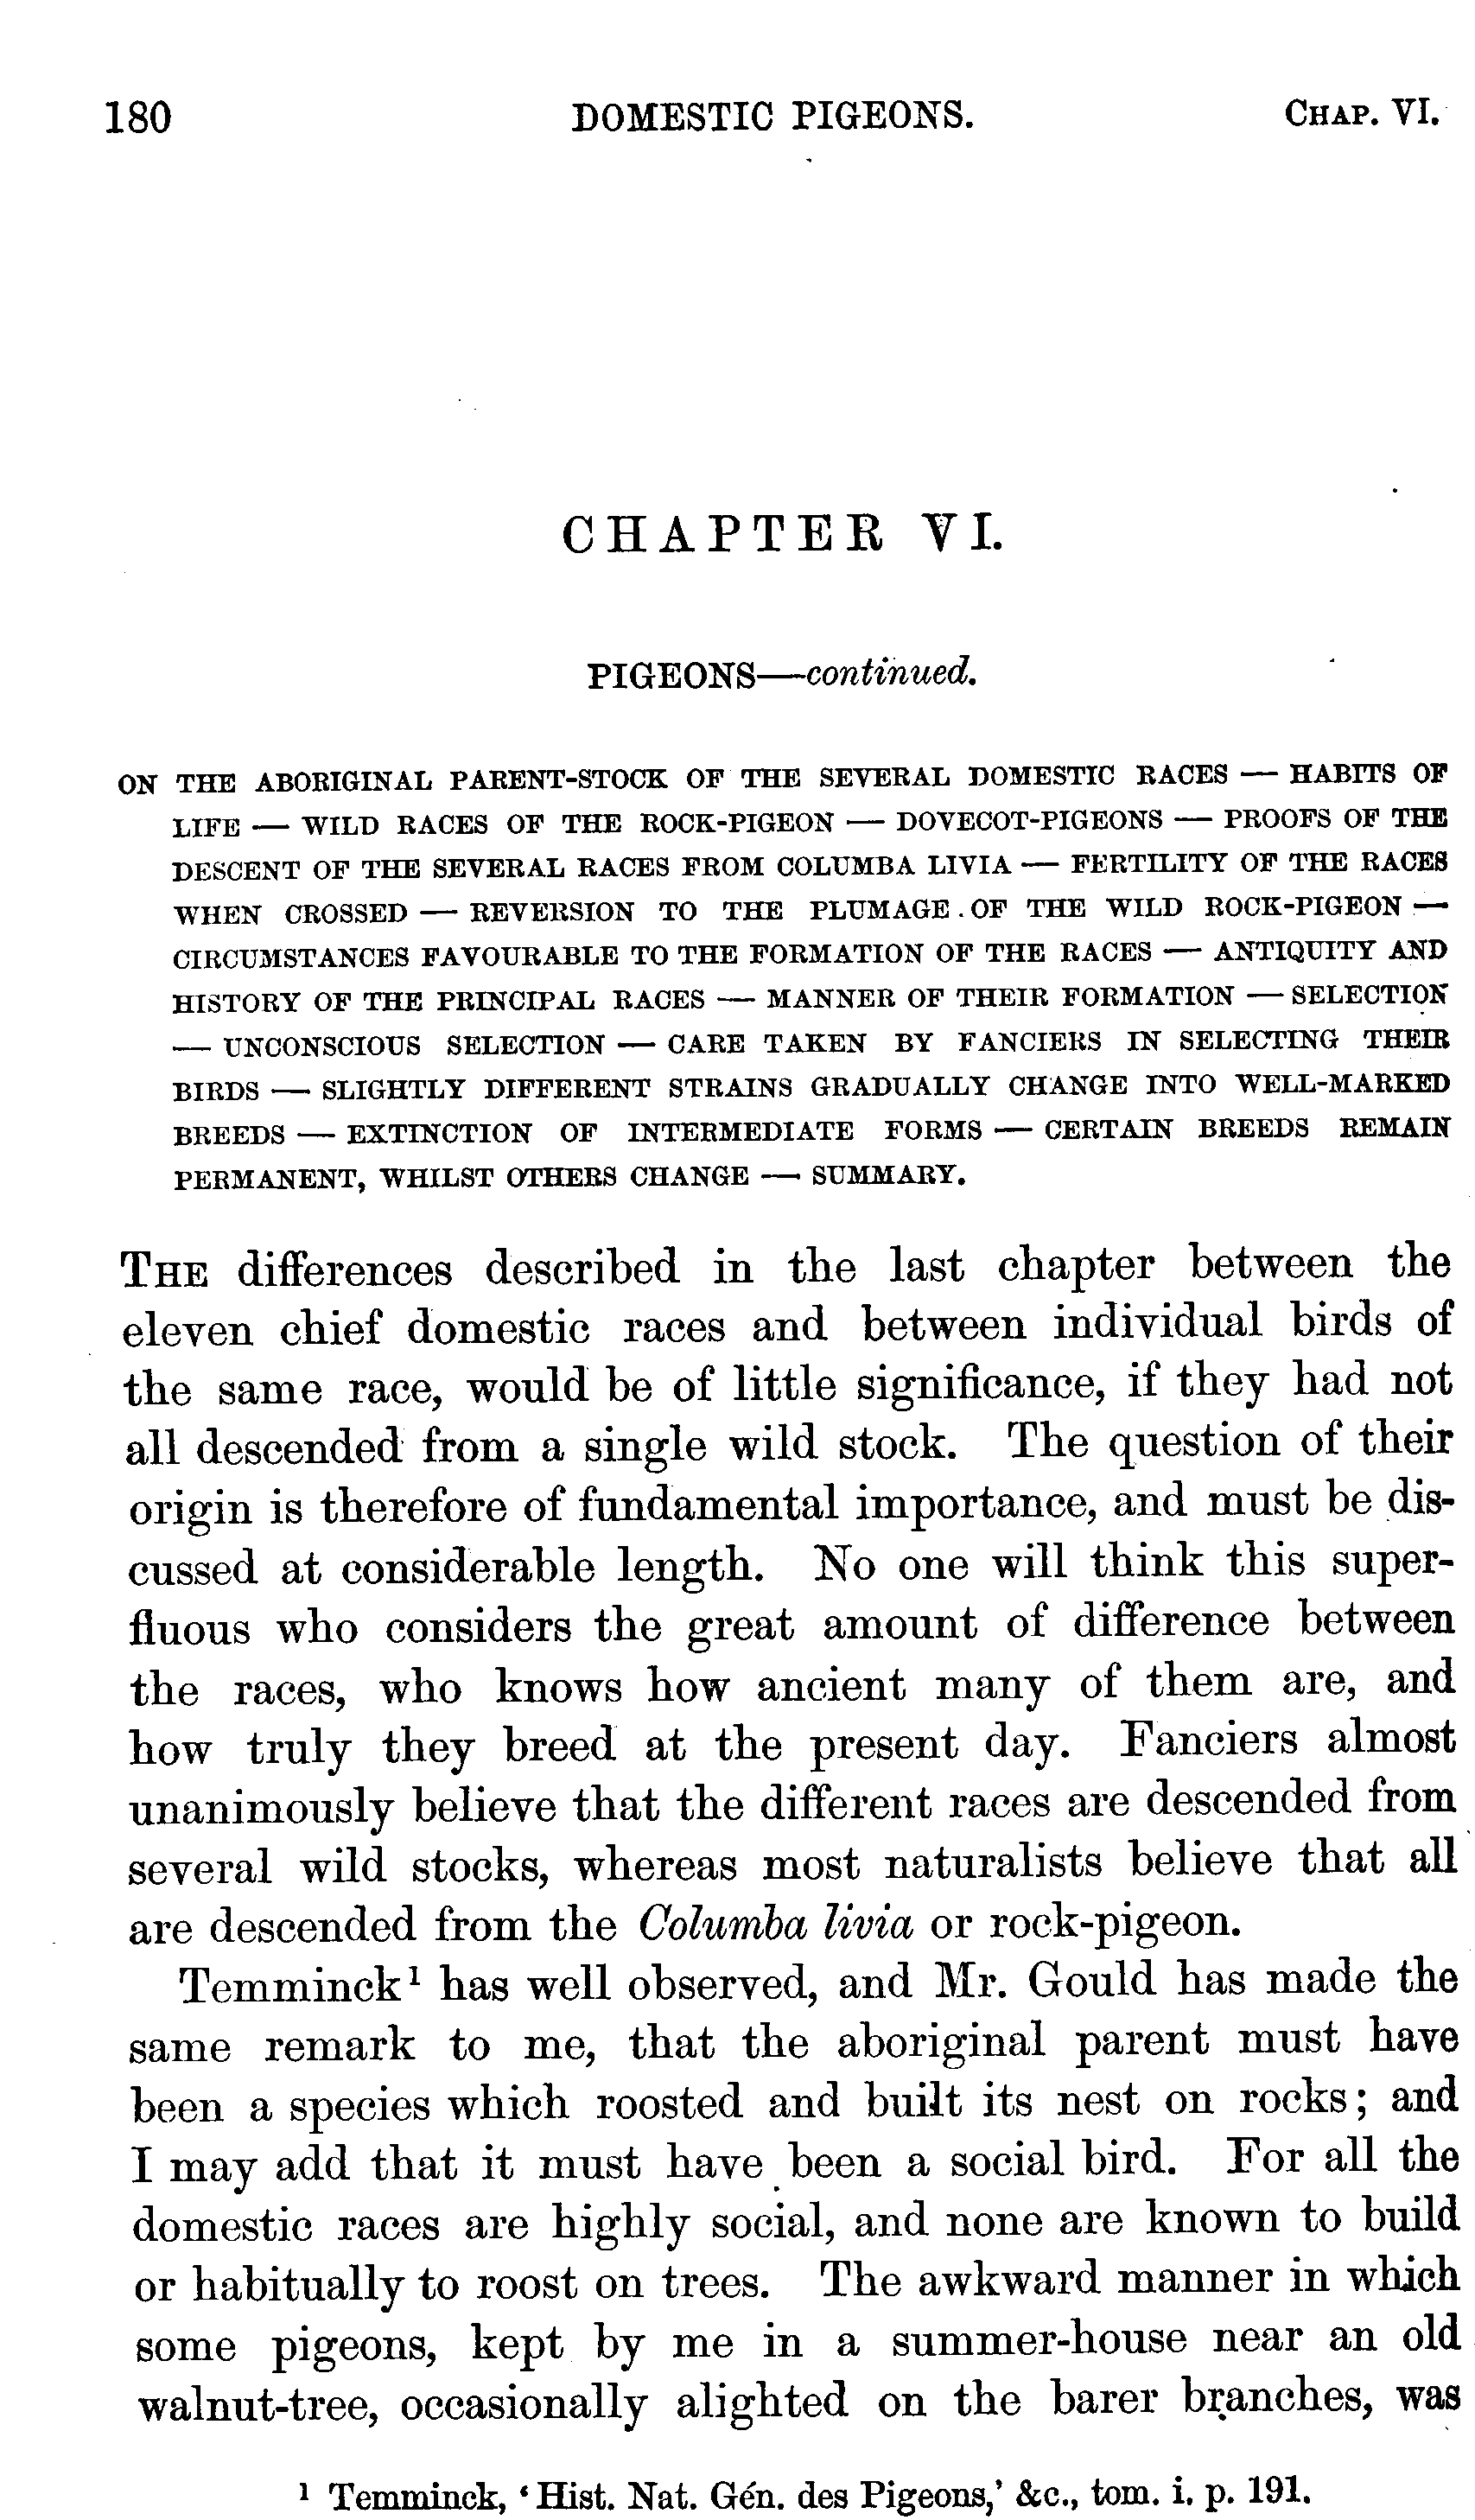 180 DOMESTIC PIGEONS. CHAP. VI.
CHAPTER VI.
PIGEONS—continued.
ON THE ABORIGINAL PARENT-STOCK OF THE SEVERAL DOMESTIC RACES — HABITS OF
LIFE — WILD RACES OF THE ROCK-PIGEON — DOVECOT-PIGEONS — PROOFS OF THE
DESCENT OF THE SEVERAL RACES FROM COLUMBA LIVIA — FERTILITY OF THE RACES
WHEN CROSSED — REVERSION TO THE PLUMAGE OF THE WILD ROCK-PIGEON —
CIRCUMSTANCES FAVOURABLE TO THE FORMATION OF THE RACES — ANTIQUITY AND
HISTORY OF THE PRINCIPAL RACES — MANNER OF THEIR FORMATION — SELECTION
— UNCONSCIOUS SELECTION — CARE TAKEN BY FANCIERS IN SELECTING THEIR
BIRDS — SLIGHTLY DIFFERENT STRAINS GRADUALLY CHANGE INTO WELL-MARKED
BREEDS — EXTINCTION OF INTERMEDIATE FORMS — CERTAIN BREEDS REMAIN
PERMANENT, WHILST OTHERS CHANGE — SUMMARY.
THE differences described in the last chapter between the
eleven chief domestic races and between individual birds of
the same race, would be of little significance, if they had not
all descended from a single wild stock. The question of their
origin is therefore of fundamental importance, and must be dis-
cussed at considerable length. No one will think this super-
fluous who considers the great amount of difference between
the races, who knows how ancient many of them are, and
how truly they breed at the present day. Fanciers almost
unanimously believe that the different races are descended from
several wild stocks, whereas most naturalists believe that all
are descended from the Columba livia or rock-pigeon.
Temminck¹ has well observed, and Mr. Gould has made the
same remark to me, that the aboriginal parent must have
been a species which roosted and built its nest on rocks; and
I may add that it must have been a social bird. For all the
domestic races are highly social, and none are known to build
or habitually to roost on trees. The awkward manner in which
some pigeons, kept by me in a summer-house near an old
walnut-tree, occasionally alighted on the barer branches, was
¹ Temminck, ‘Hist. Nat. Gén. des Pigeons,’ &c., tom. i. p. 191.